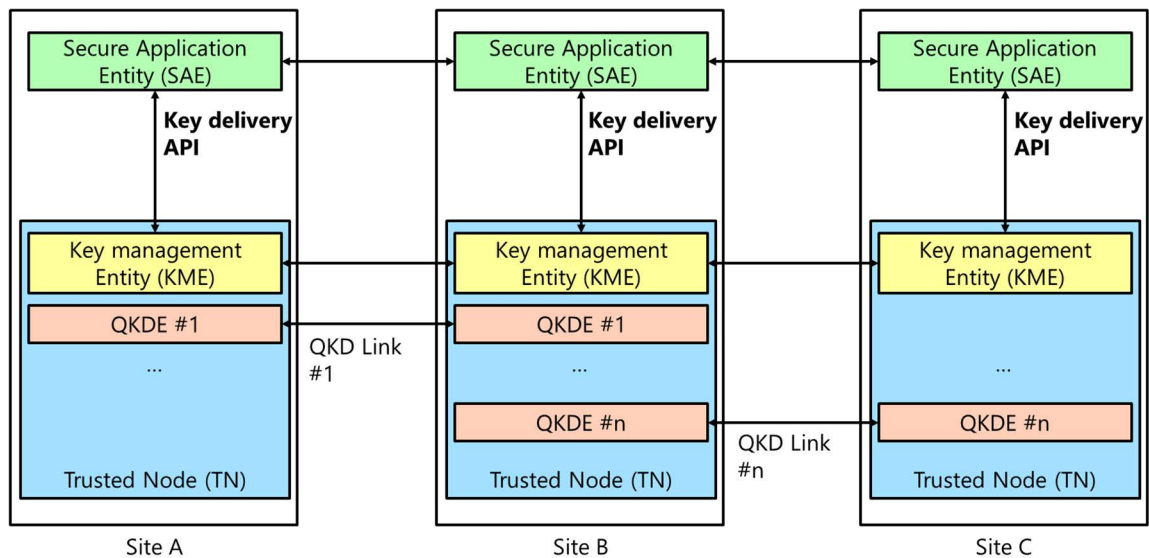 Secure Application
Entity (SAE)
Secure Application
Entity (SAE)
Secure Application
Entity (SAE)
Key delivery
API
Key delivery
API
Key delivery
API
Key management
Entity (KME)
Key management
Entity (KME)
Key management
Entity (KME)
QKDE #1
QKDE #1
QKD Link
#1
...
...
...
QKDE #n
QKDE #n
QKD Link
#n
Trusted Node (TN)
Trusted Node (TN)
Trusted Node (TN)
Site A
Site B
Site C